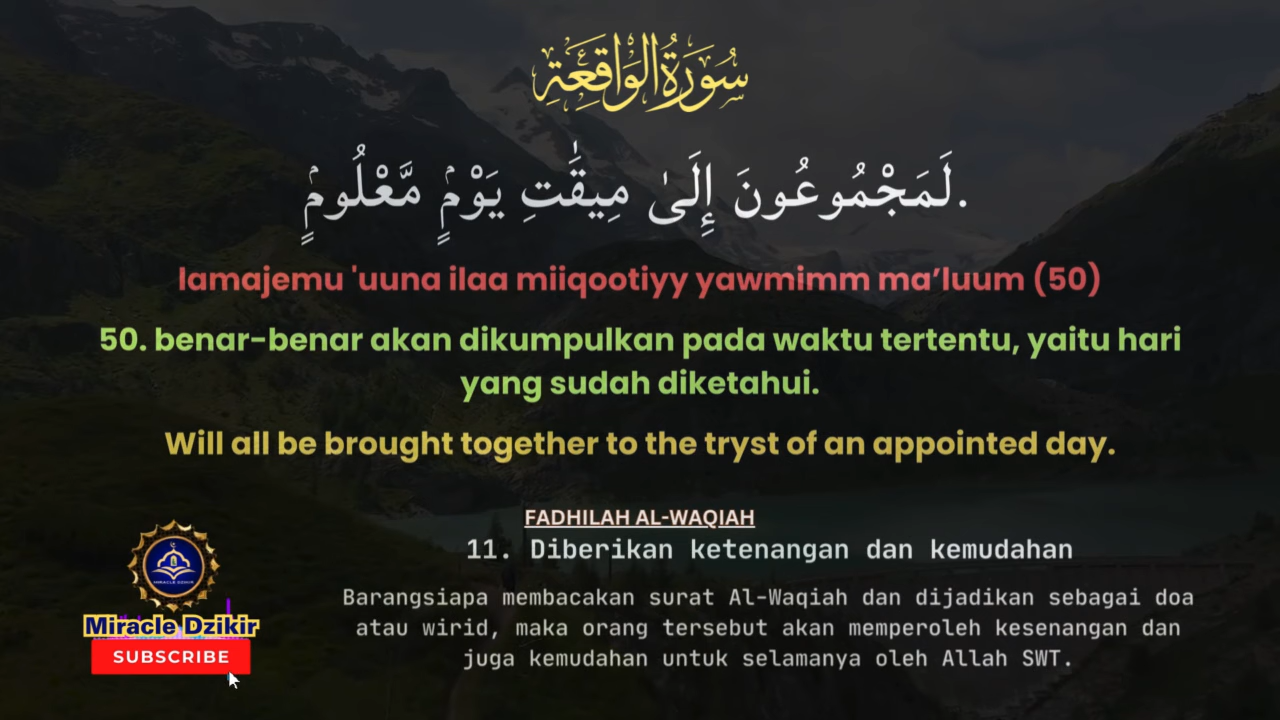 سُورَةُ الوَاقِعَةِ
لَمَجْمُوعُونَ إِلَىٰ مِيقَٰتِ يَوْمٍۢ مَّعْلُومٍۢ.
lamajemu 'uuna ilaa miiqootiyy yawmimm ma’luum (50)
50. benar-benar akan dikumpulkan pada waktu tertentu, yaitu hari
yang sudah diketahui.
Will all be brought together to the tryst of an appointed day.
FADHILAH AL-WAQIAH
11. Diberikan ketenangan dan kemudahan
Barangsiapa membacakan surat Al-Waqiah dan dijadikan sebagai doa
atau wirid, maka orang tersebut akan memperoleh kesenangan dan
juga kemudahan untuk selamanya oleh Allah SWT.
MIRACLE DZIKIR
Miracle Dzikir
SUBSCRIBE